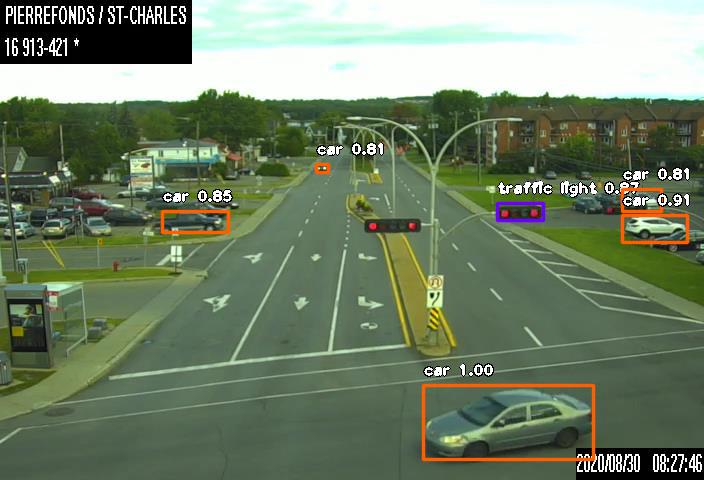 PIERREFONDS / ST-CHARLES
16 913-421 *
car 0.81
car 0.85
traffic light 0.87
car 0.81
car 0.91
car 1.00
2020/08/30 08:27:46